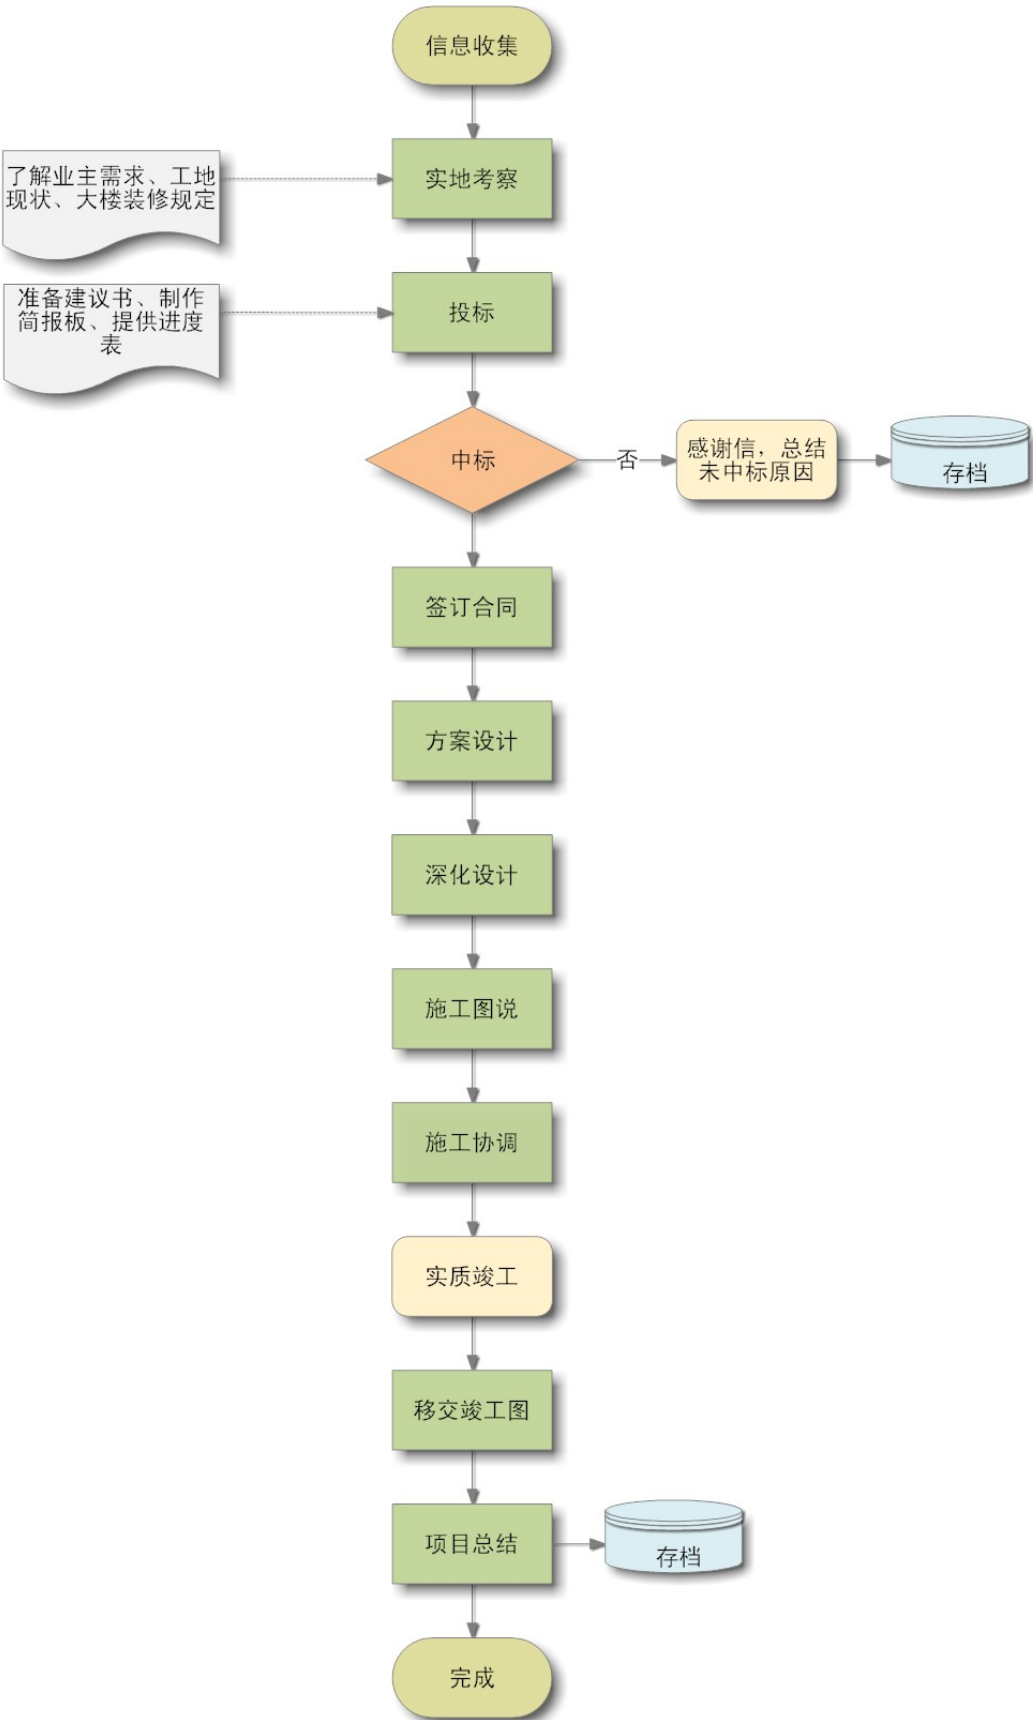 信息收集
了解业主需求、工地
现状、大楼装修规定
实地考察
准备建议书、制作
简报板、提供进度
表
投标
中标
否
感谢信，总结
未中标原因
存档
签订合同
方案设计
深化设计
施工图说
施工协调
实质竣工
移交竣工图
项目总结
存档
完成